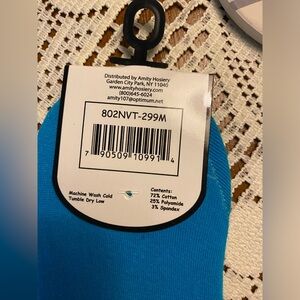 Distributed by Amity Hosiery
Garden City Park, NY 11040
www.amityhosiery.com
(800)645-6024
amity107@optimum.net
802NVT-299M
7 90509 10991 4
Machine Wash Cold
Tumble Dry Low
Contents:
72% Cotton
25% Polyamide
3% Spandex